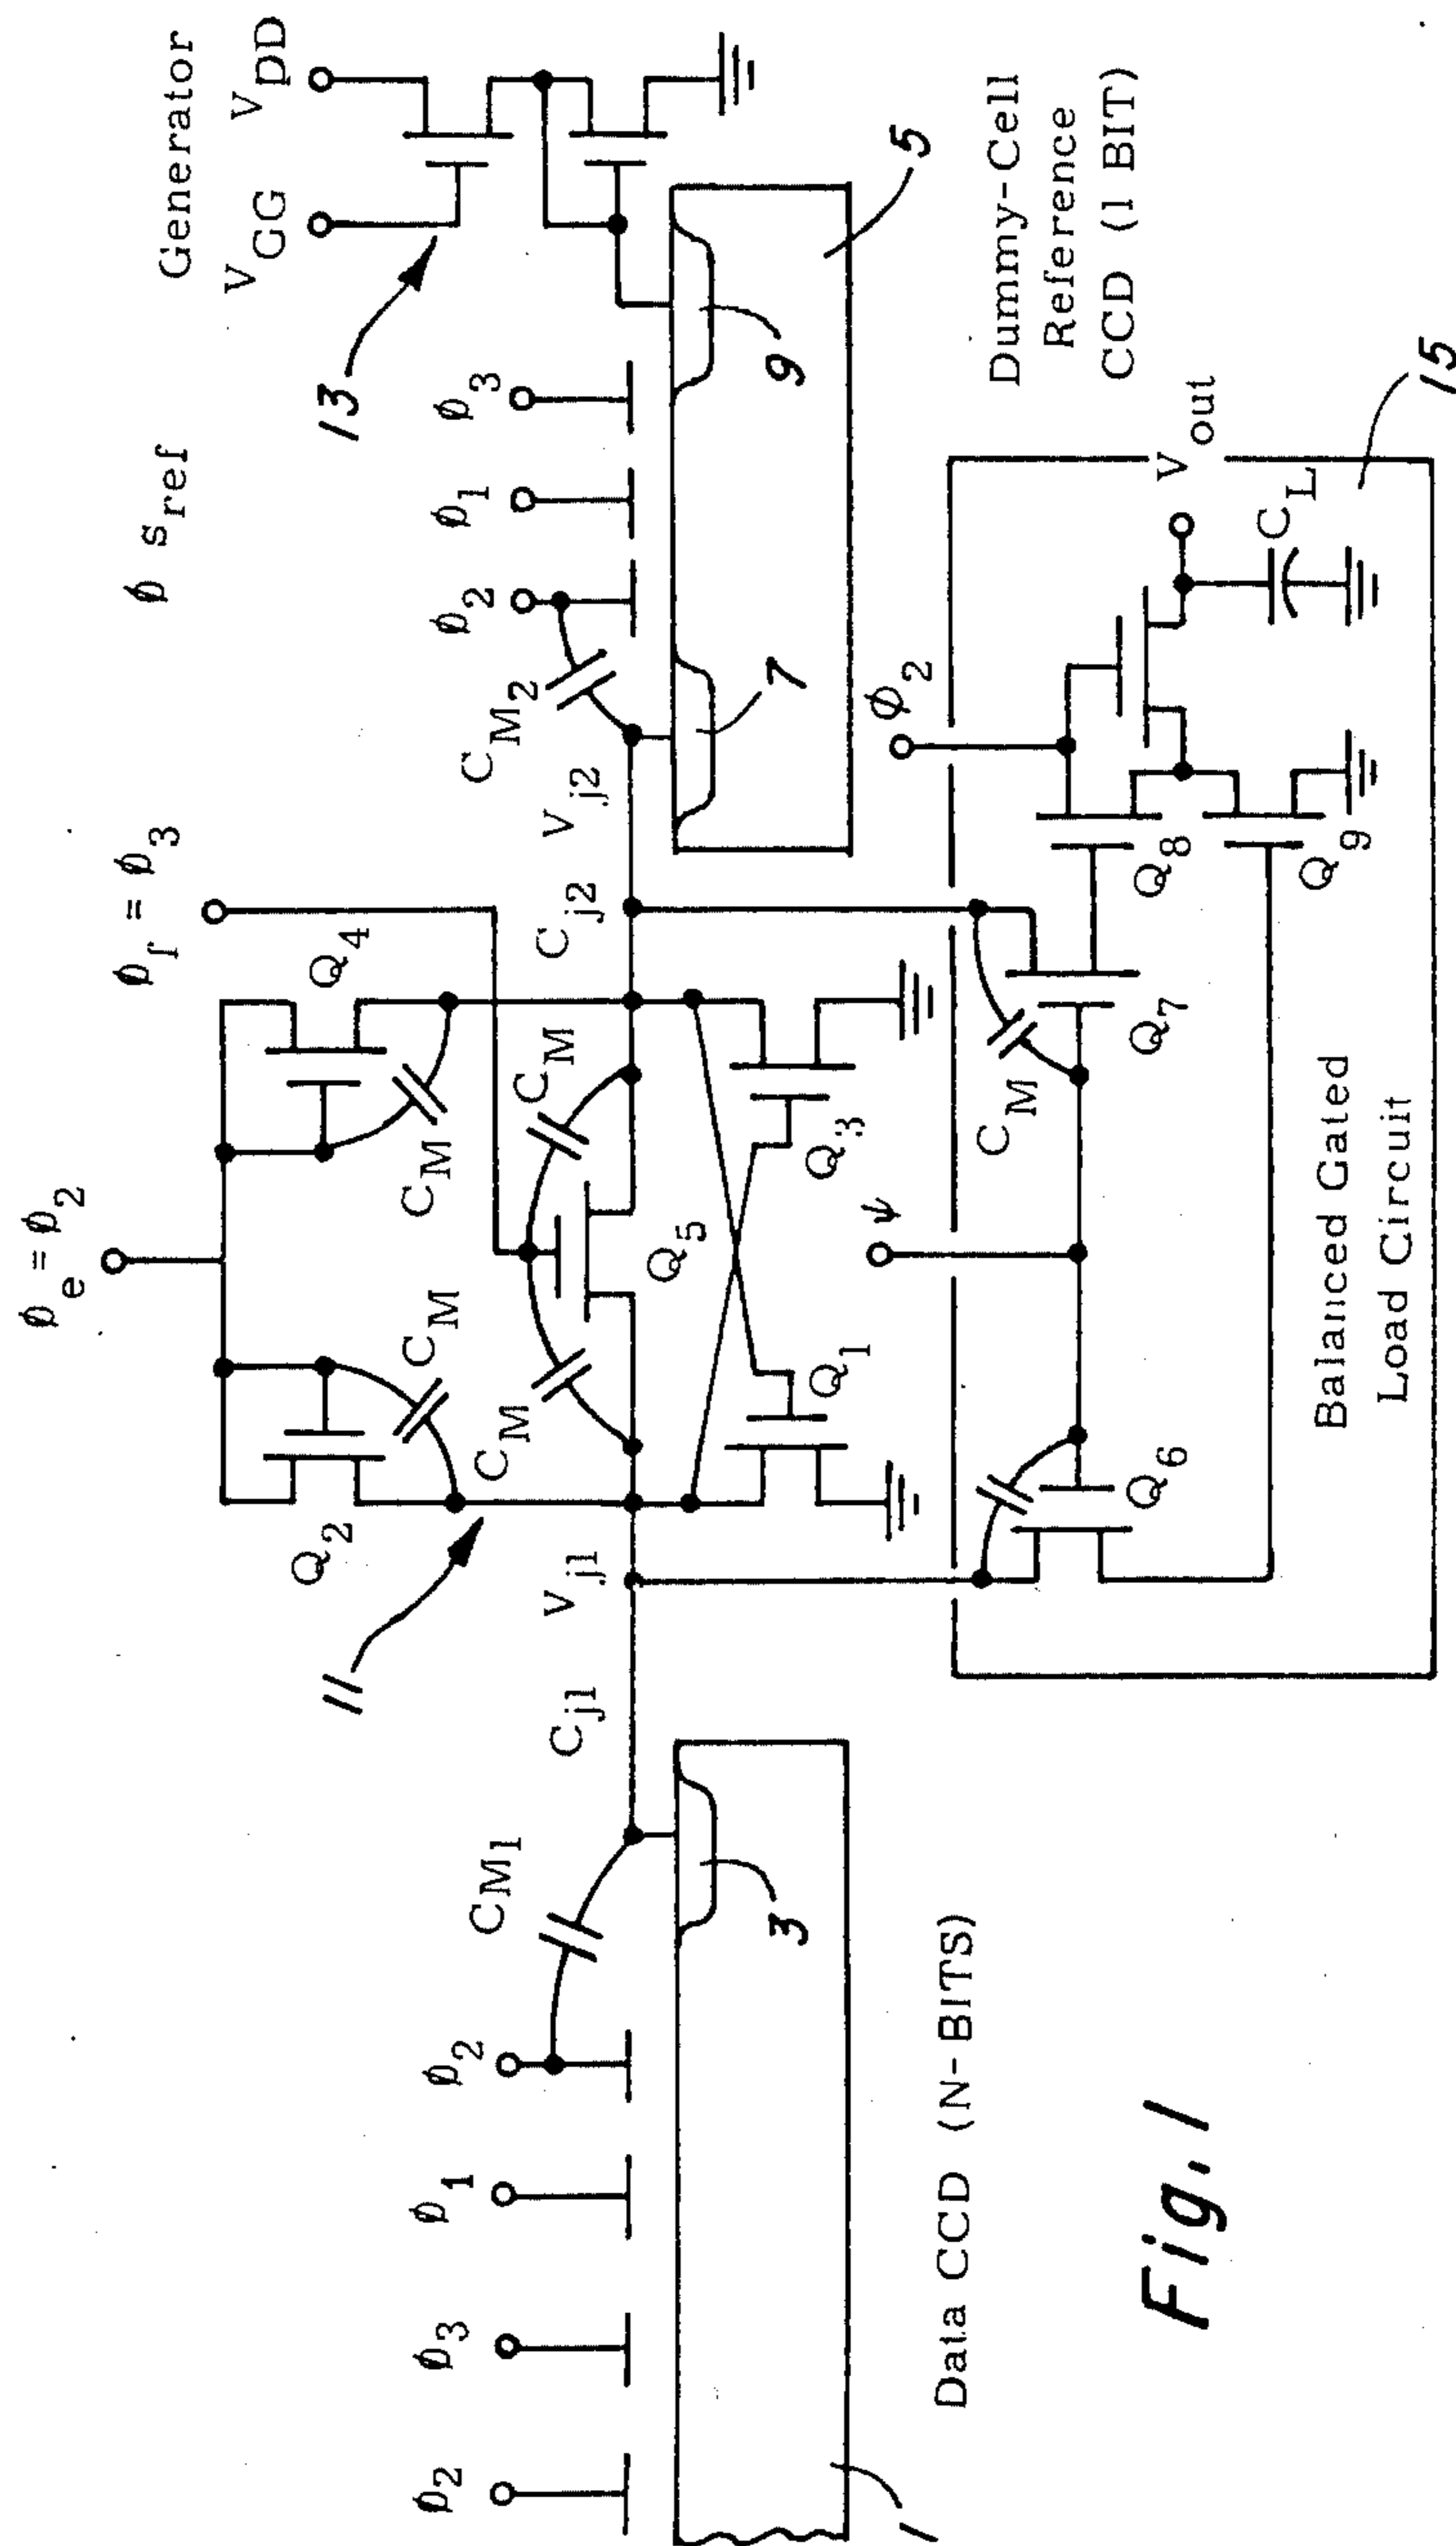 Generator
V_GG V_DD
13
ø s_ref
ø_2 ø_1 ø_3
C_M2
V_j2
C_j2
7
9
5
Dummy-Cell
Reference
CCD (1 BIT)
ø_r = ø_3
ø_e = ø_2
Q_2
Q_4
C_M
C_M
C_M
C_M
Q_5
Q_1
Q_3
11
V_j1
C_j1
C_M1
ø_2 ø_3 ø_1 ø_2
3
1
Data CCD (N-BITS)
ψ
ø_2
C_M
Q_6
Q_7
Q_8
Q_9
V_out
C_L
15
Balanced Gated
Load Circuit
Fig. 1